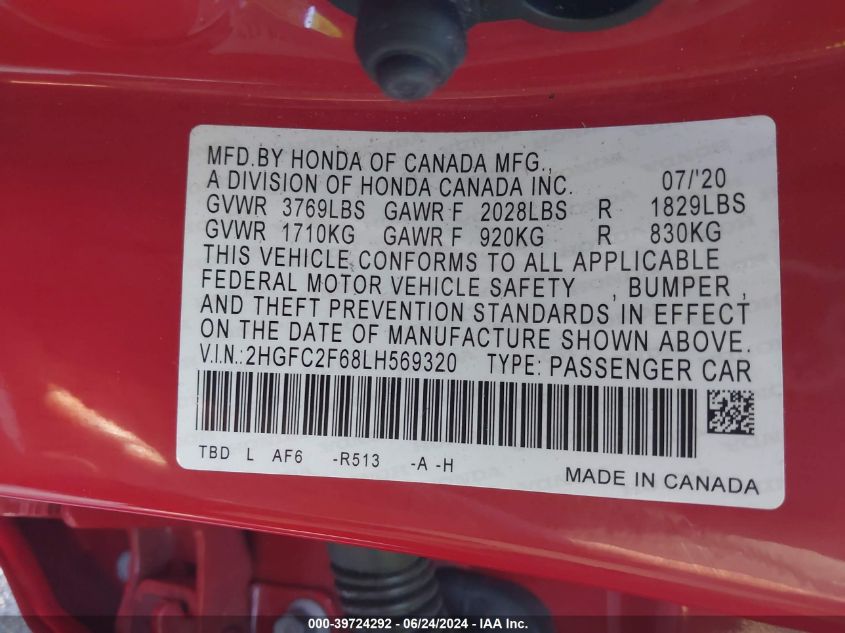 MFD.BY HONDA OF CANADA MFG.,
A DIVISION OF HONDA CANADA INC. 07/'20
GVWR 3769LBS GAWR F 2028LBS R 1829LBS
GVWR 1710KG GAWR F 920KG R 830KG
THIS VEHICLE CONFORMS TO ALL APPLICABLE
FEDERAL MOTOR VEHICLE SAFETY , BUMPER ,
AND THEFT PREVENTION STANDARDS IN EFFECT
ON THE DATE OF MANUFACTURE SHOWN ABOVE.
V.I.N.: 2HGFC2F68LH569320 TYPE: PASSENGER CAR
TBD L AF6 -R513 -A -H
MADE IN CANADA
000-39724292 - 06/24/2024 - IAA Inc.